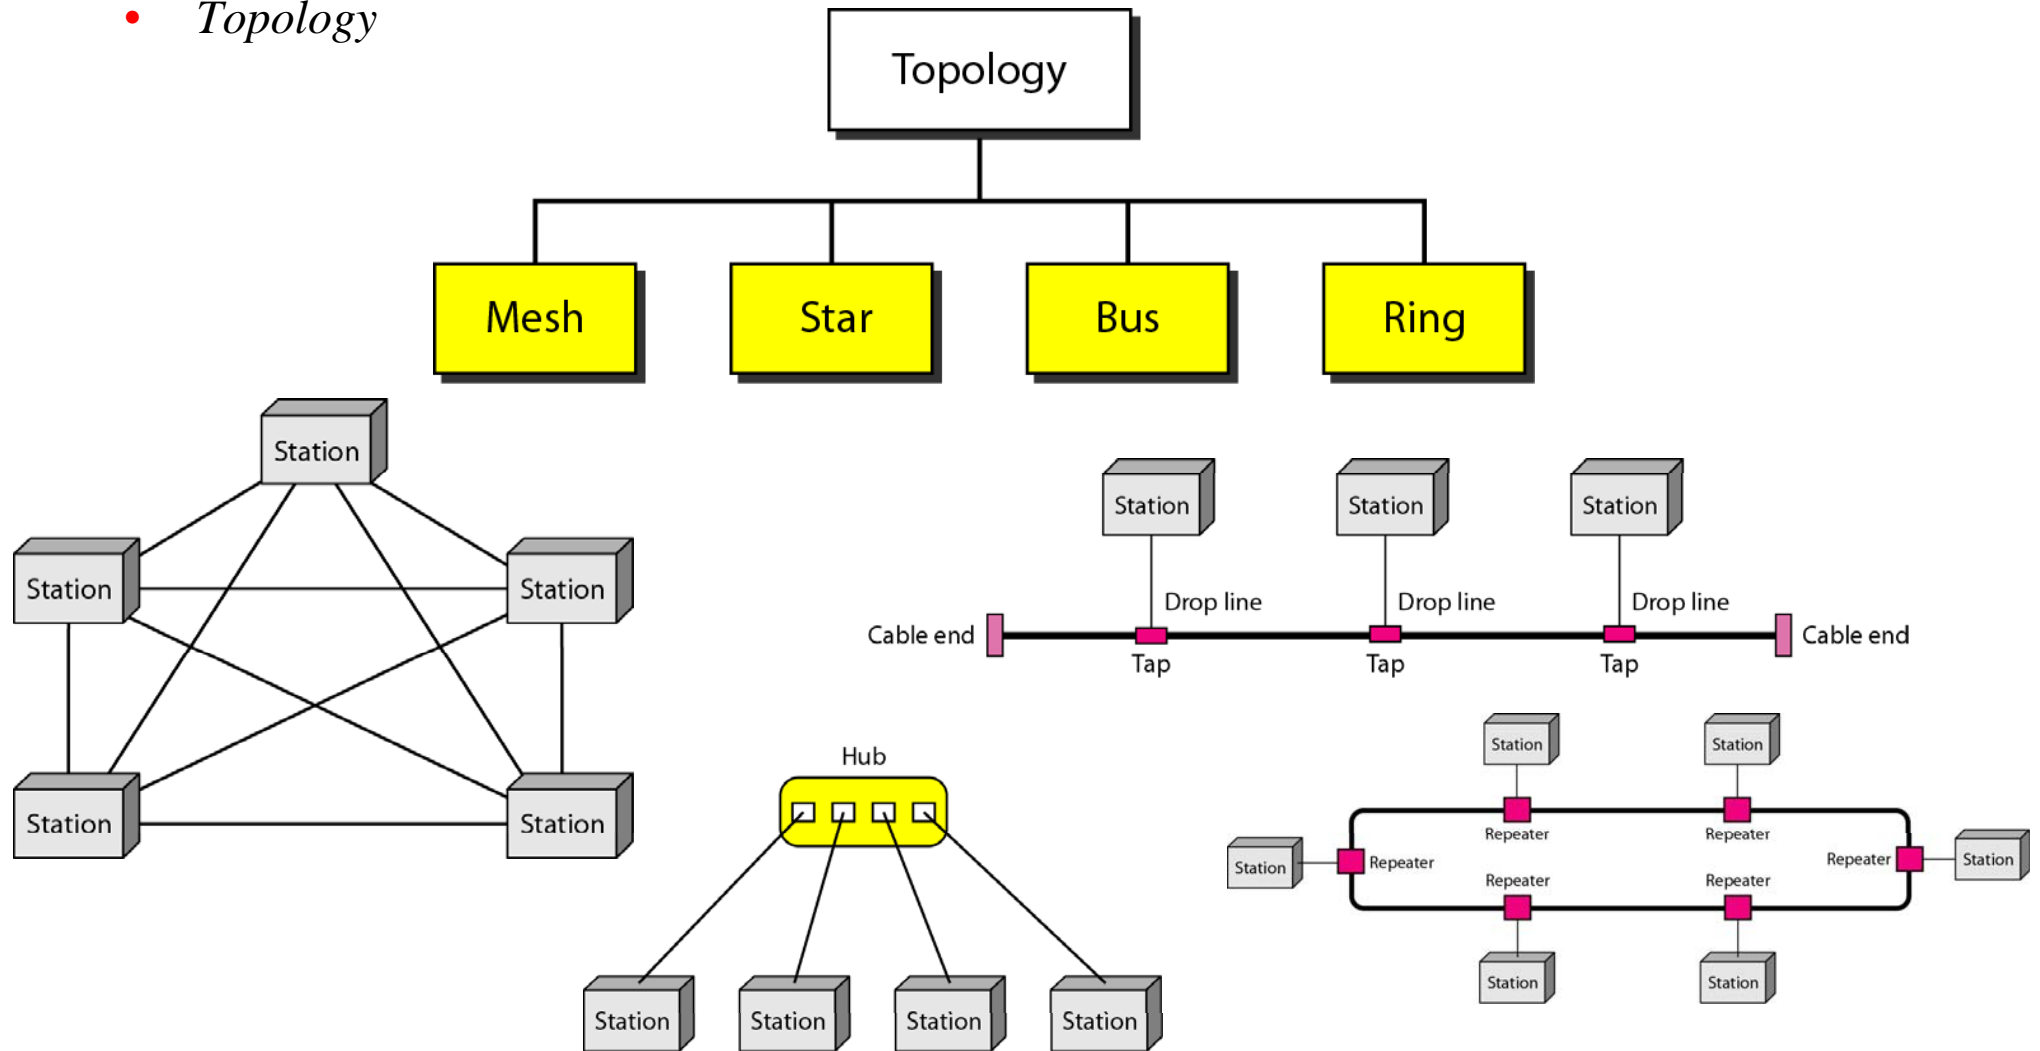 • Topology
Topology
Mesh
Star
Bus
Ring
Station
Station
Station
Station
Station
Station
Station
Station
Drop line
Drop line
Drop line
Cable end
Cable end
Tap
Tap
Tap
Hub
Station
Station
Station
Station
Station
Station
Repeater
Repeater
Station
Repeater
Repeater
Station
Repeater
Repeater
Station
Station